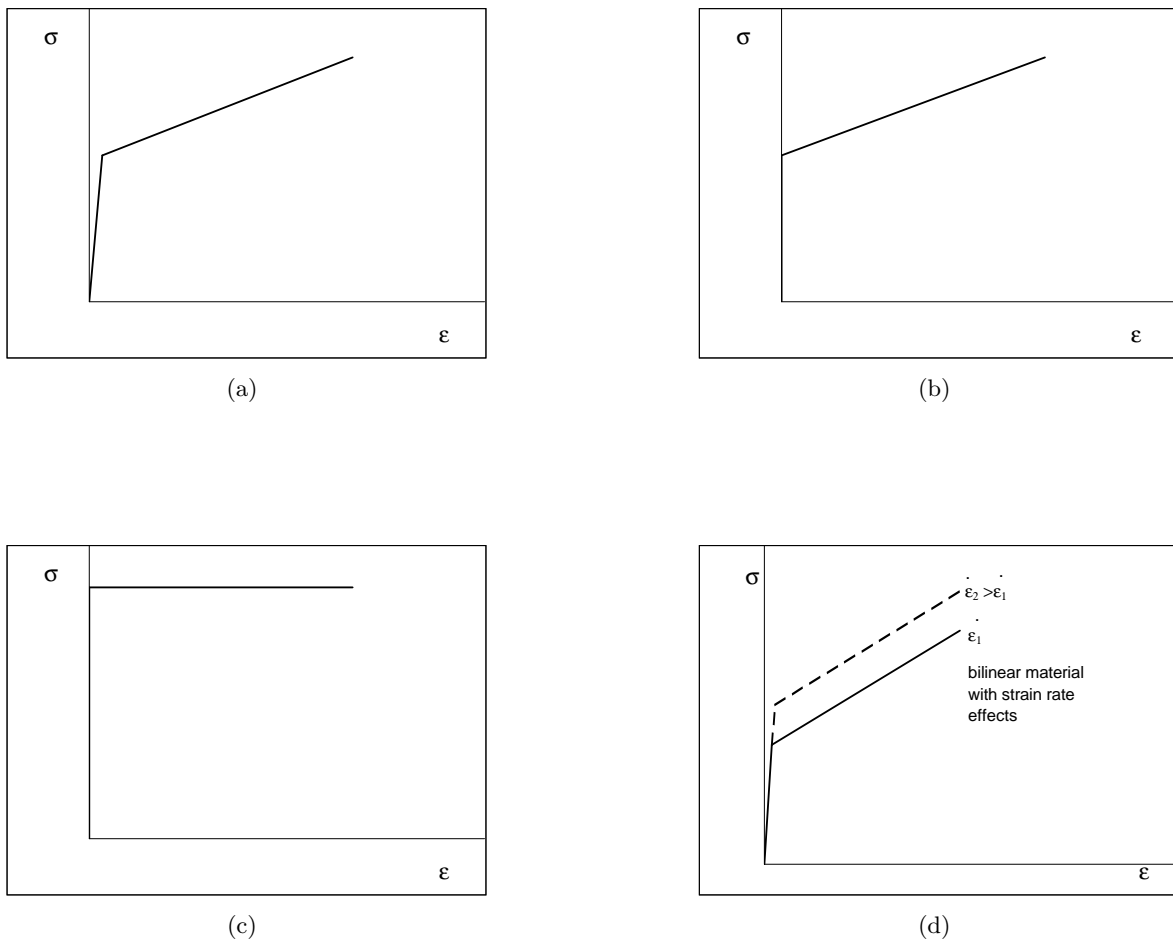 σ
ε
(a)
σ
ε
(b)
σ
ε
(c)
σ
ε̇₂ >ε̇₁
ε̇₁
bilinear material
with strain rate
effects
ε
(d)